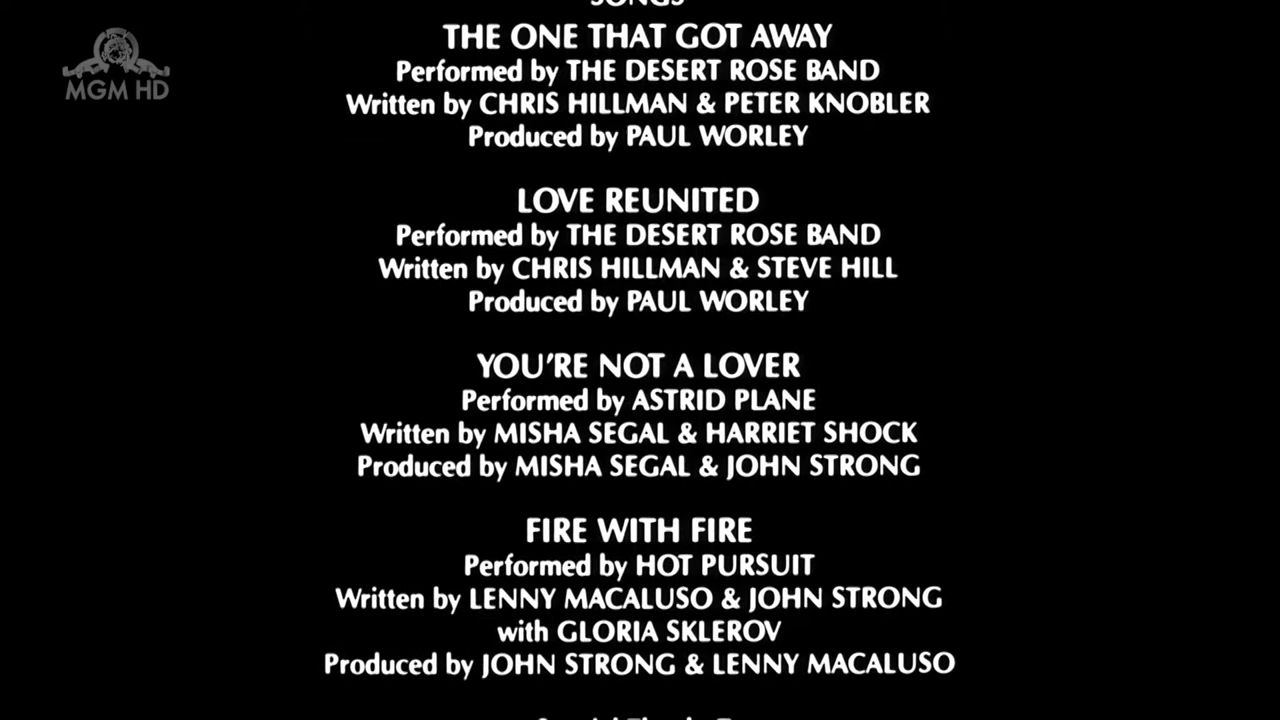 SONGS
THE ONE THAT GOT AWAY
Performed by THE DESERT ROSE BAND
Written by CHRIS HILLMAN & PETER KNOBLER
Produced by PAUL WORLEY
LOVE REUNITED
Performed by THE DESERT ROSE BAND
Written by CHRIS HILLMAN & STEVE HILL
Produced by PAUL WORLEY
YOU'RE NOT A LOVER
Performed by ASTRID PLANE
Written by MISHA SEGAL & HARRIET SHOCK
Produced by MISHA SEGAL & JOHN STRONG
FIRE WITH FIRE
Performed by HOT PURSUIT
Written by LENNY MACALUSO & JOHN STRONG
with GLORIA SKLEROV
Produced by JOHN STRONG & LENNY MACALUSO
MGM HD